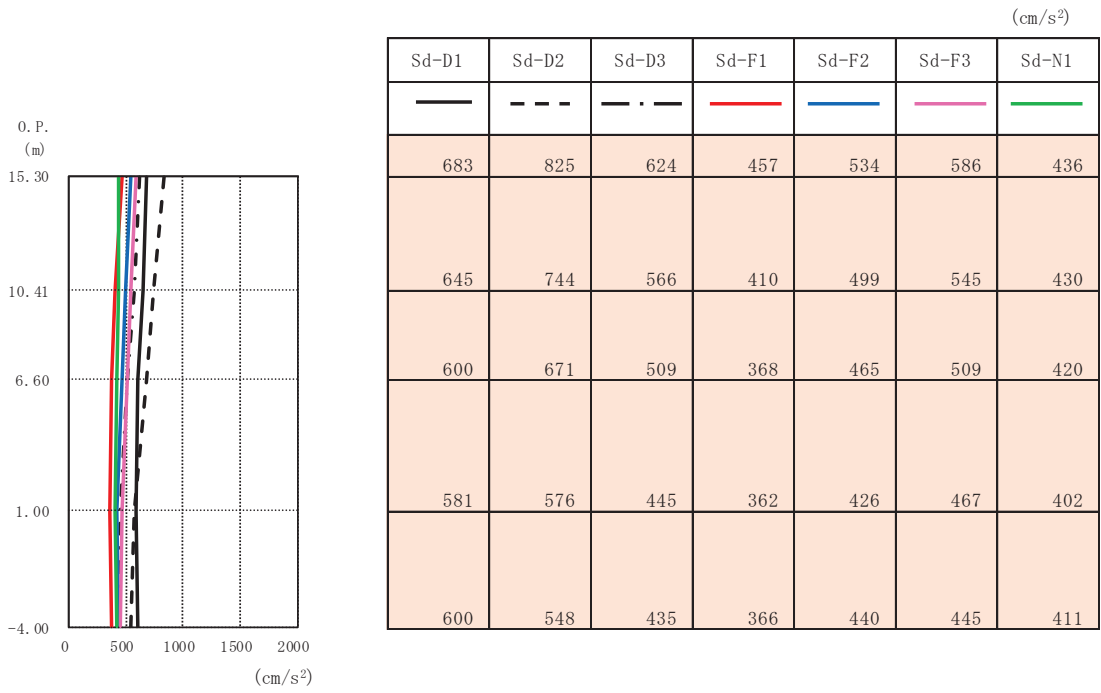 (cm/s²)
Sd-D1 Sd-D2 Sd-D3 Sd-F1 Sd-F2 Sd-F3 Sd-N1
O.P.
(m)
683 825 624 457 534 586 436
15.30
645 744 566 410 499 545 430
10.41
600 671 509 368 465 509 420
6.60
581 576 445 362 426 467 402
1.00
600 548 435 366 440 445 411
-4.00
0 500 1000 1500 2000
(cm/s²)